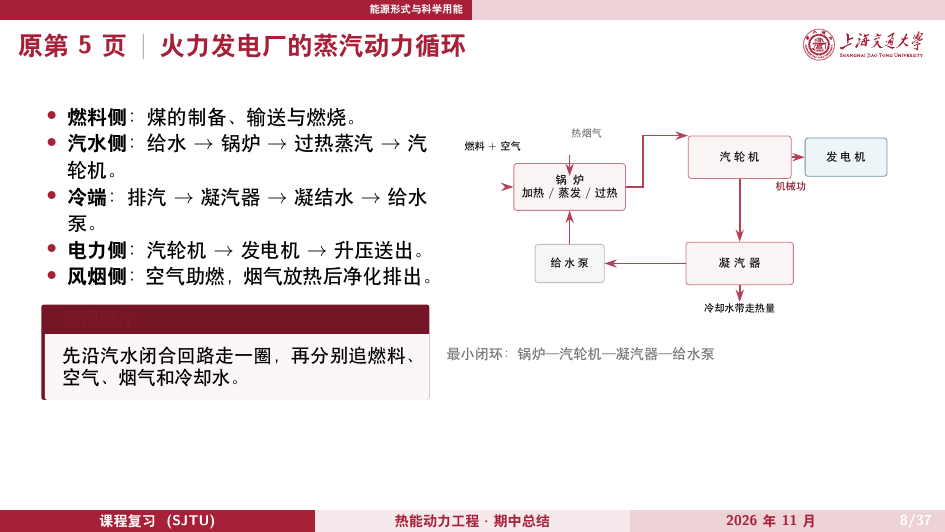 能源形式与科学用能
原第 5 页 | 火力发电厂的蒸汽动力循环
上海交通大学
SHANGHAI JIAO TONG UNIVERSITY
• 燃料侧：煤的制备、输送与燃烧。
• 汽水侧：给水 → 锅炉 → 过热蒸汽 → 汽
轮机。
• 冷端：排汽 → 凝汽器 → 凝结水 → 给水
泵。
• 电力侧：汽轮机 → 发电机 → 升压送出。
• 风烟侧：空气助燃，烟气放热后净化排出。
先沿汽水闭合回路走一圈，再分别追燃料、
空气、烟气和冷却水。
热烟气
燃料 + 空气
锅 炉
加热 / 蒸发 / 过热
汽 轮 机
发 电 机
机械功
给 水 泵
凝 汽 器
冷却水带走热量
最小闭环：锅炉—汽轮机—凝汽器—给水泵
课程复习 (SJTU)
热能动力工程 · 期中总结
2026 年 11 月
8/37